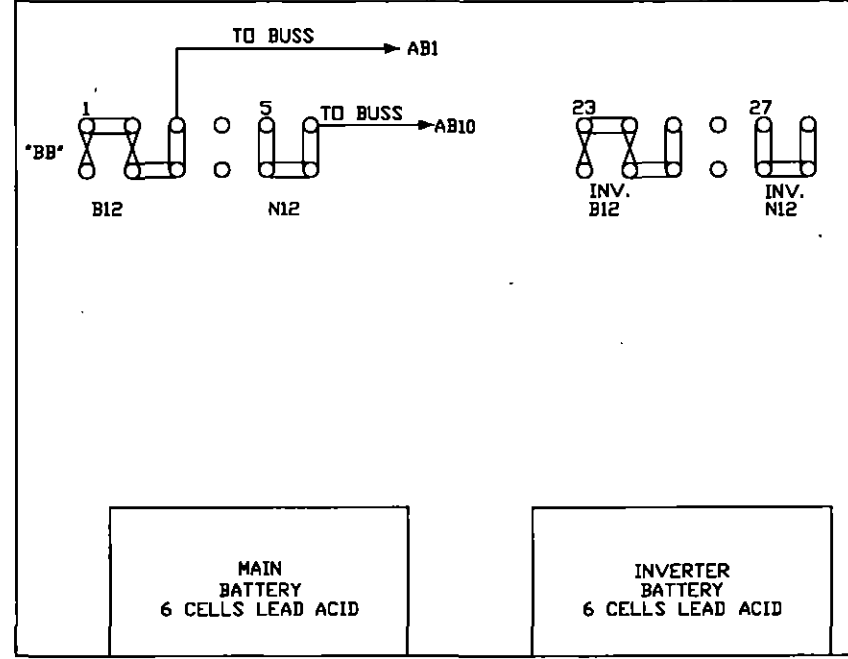 TO BUSS
AB1
1
5
TO BUSS
AB10
23
27
"BB"
B12
N12
INV.
B12
INV.
N12
MAIN
BATTERY
6 CELLS LEAD ACID
INVERTER
BATTERY
6 CELLS LEAD ACID